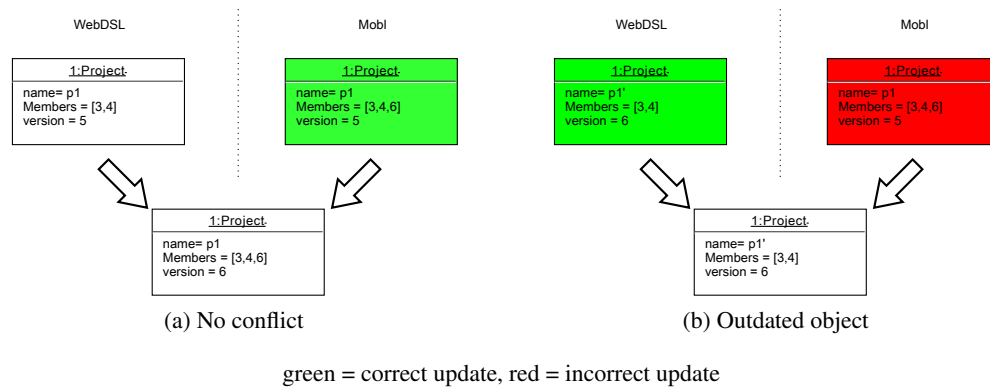 WebDSL
Mobl
1:Project
name= p1
Members = [3,4]
version = 5
1:Project
name= p1
Members = [3,4,6]
version = 5
1:Project
name= p1
Members = [3,4,6]
version = 6
(a) No conflict
WebDSL
Mobl
1:Project
name= p1'
Members = [3,4]
version = 6
1:Project
name= p1
Members = [3,4,6]
version = 5
1:Project
name= p1'
Members = [3,4]
version = 6
(b) Outdated object
green = correct update, red = incorrect update